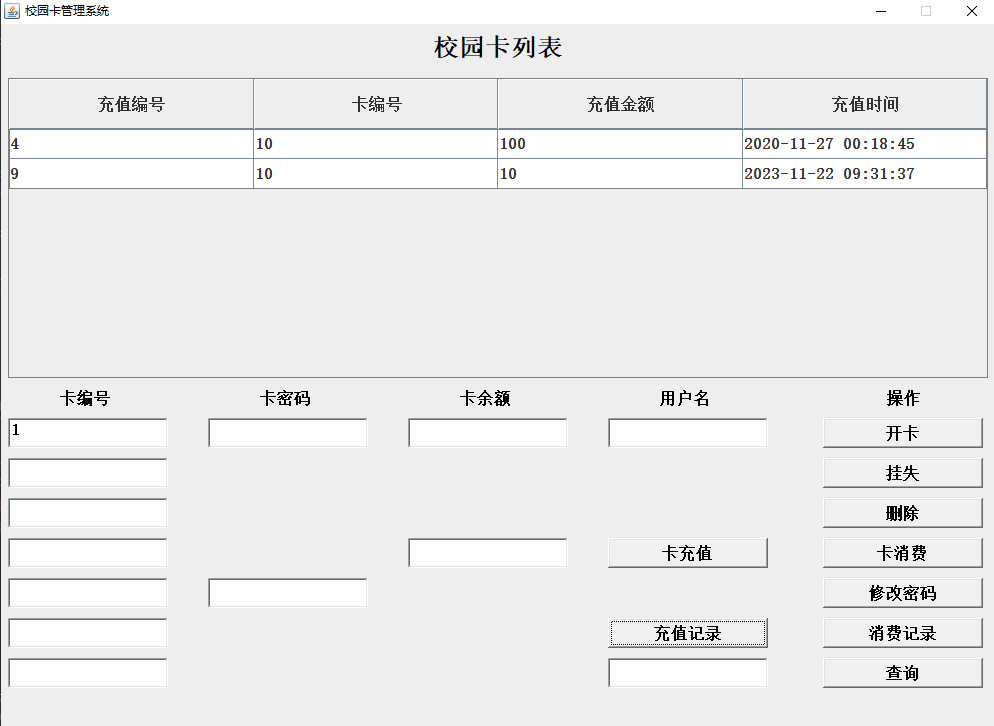 校园卡管理系统
校园卡列表
充值编号 卡编号 充值金额 充值时间
4 10 100 2020-11-27 00:18:45
9 10 10 2023-11-22 09:31:37
卡编号 卡密码 卡余额 用户名 操作
1 开卡
挂失
删除
卡充值 卡消费
修改密码
充值记录 消费记录
查询